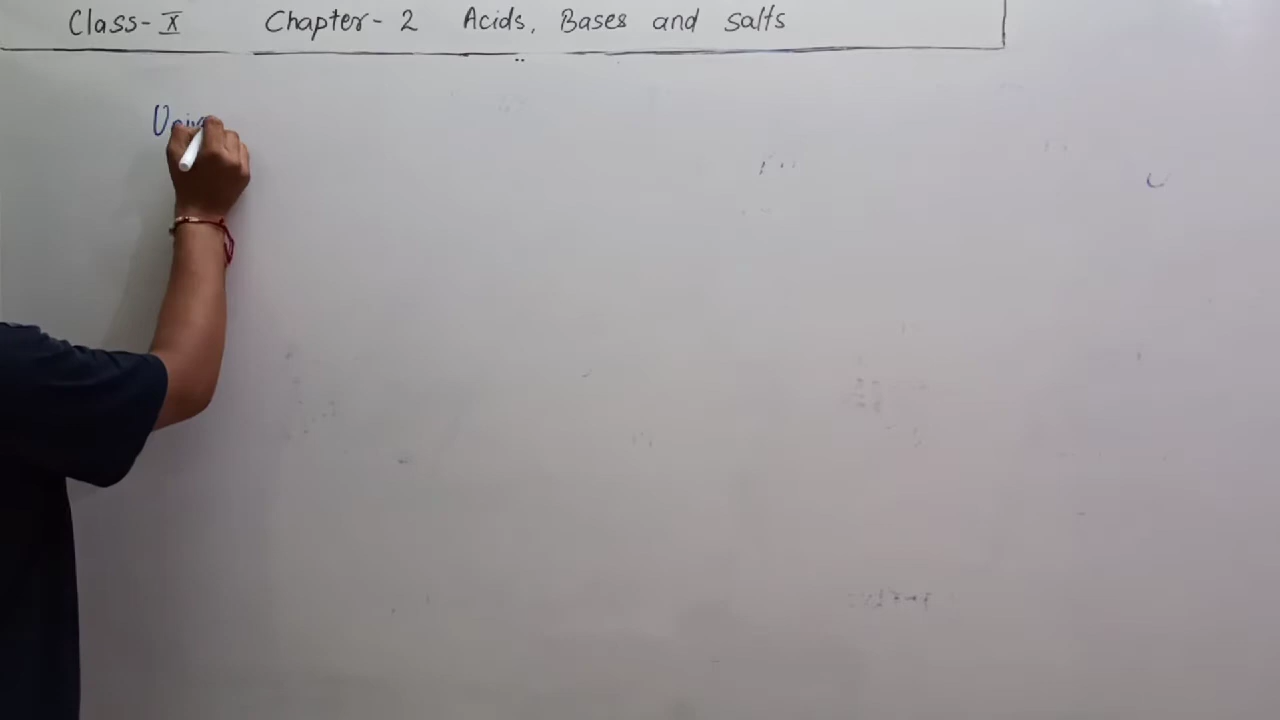 Class- X Chapter- 2 Acids, Bases and salts